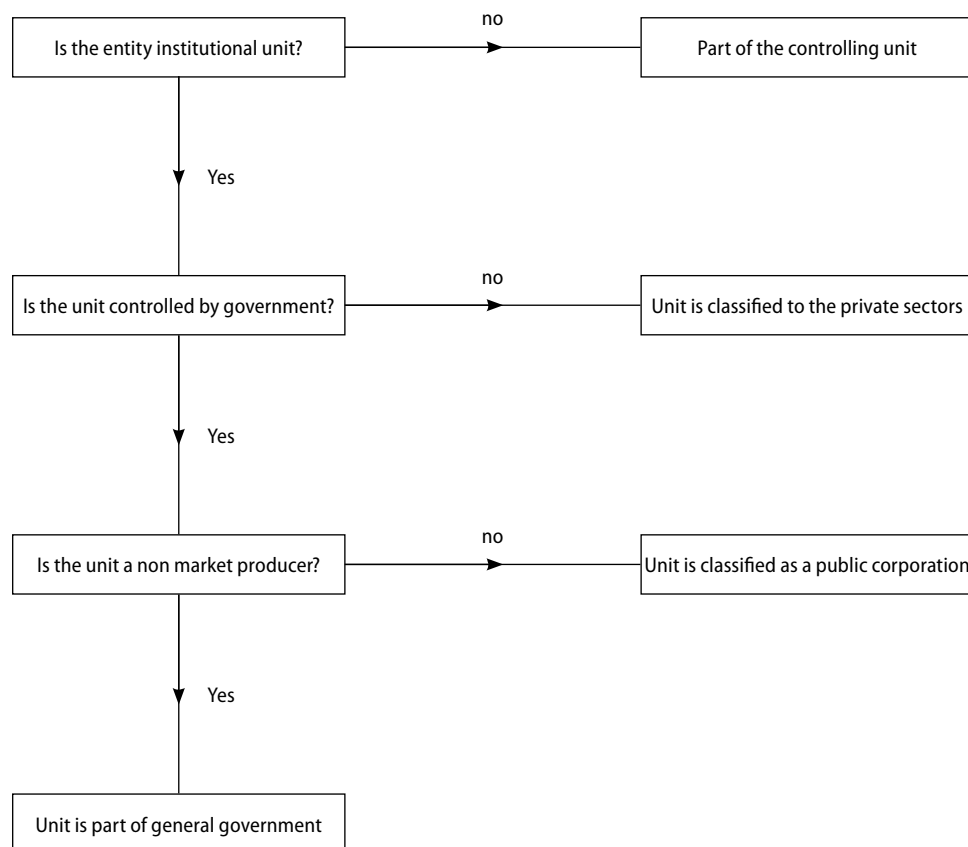 no
Is the entity institutional unit?
Part of the controlling unit
Yes
no
Is the unit controlled by government?
Unit is classified to the private sectors
Yes
no
Is the unit a non market producer?
Unit is classified as a public corporation
Yes
Unit is part of general government